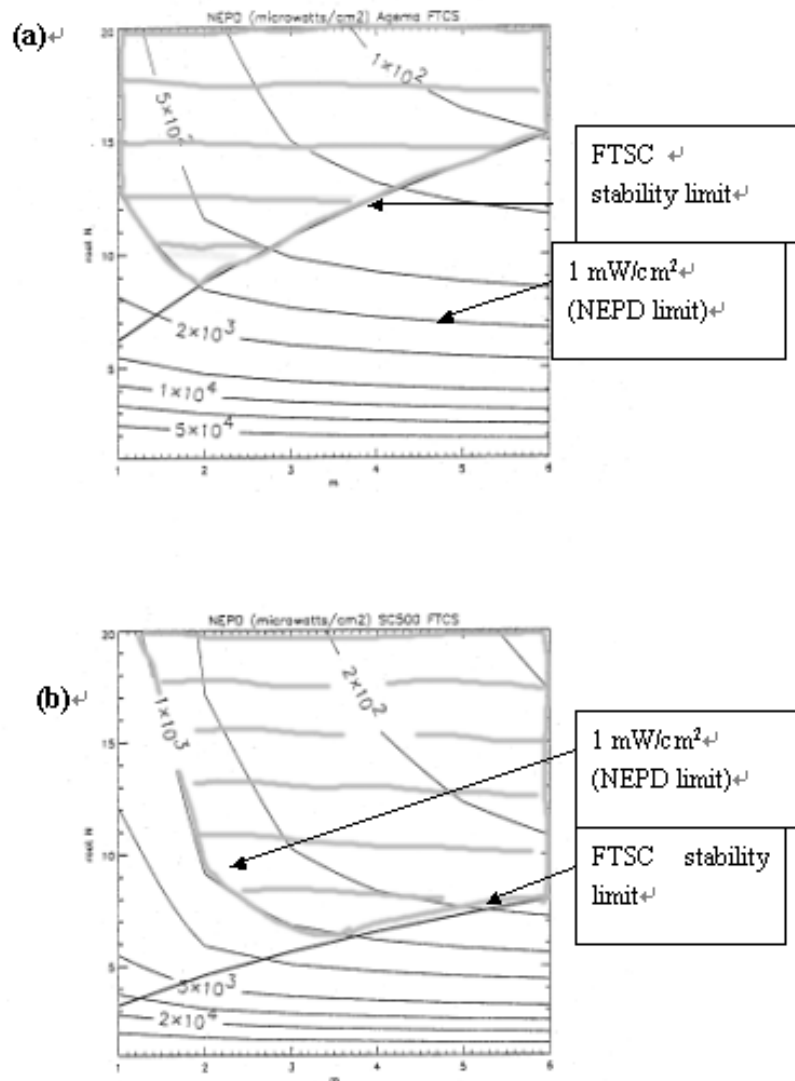 NEPD (microwatts/cm2) Agema FTCS
(a)↵
20
1×10²
15
FTSC ↵
stability limit↵
10
root N
1 mW/cm²↵
(NEPD limit)↵
2×10³
5
1×10⁴
5×10⁴
1 2 3 4 5 6
m
NEPD (microwatts/cm2) SC500 FTCS
20
(b)↵
1×10³
2×10²
15
1 mW/cm²↵
(NEPD limit)↵
root N
10
FTSC stability
limit↵
5
5×10³
2×10⁴
1 2 3 4 5 6
m